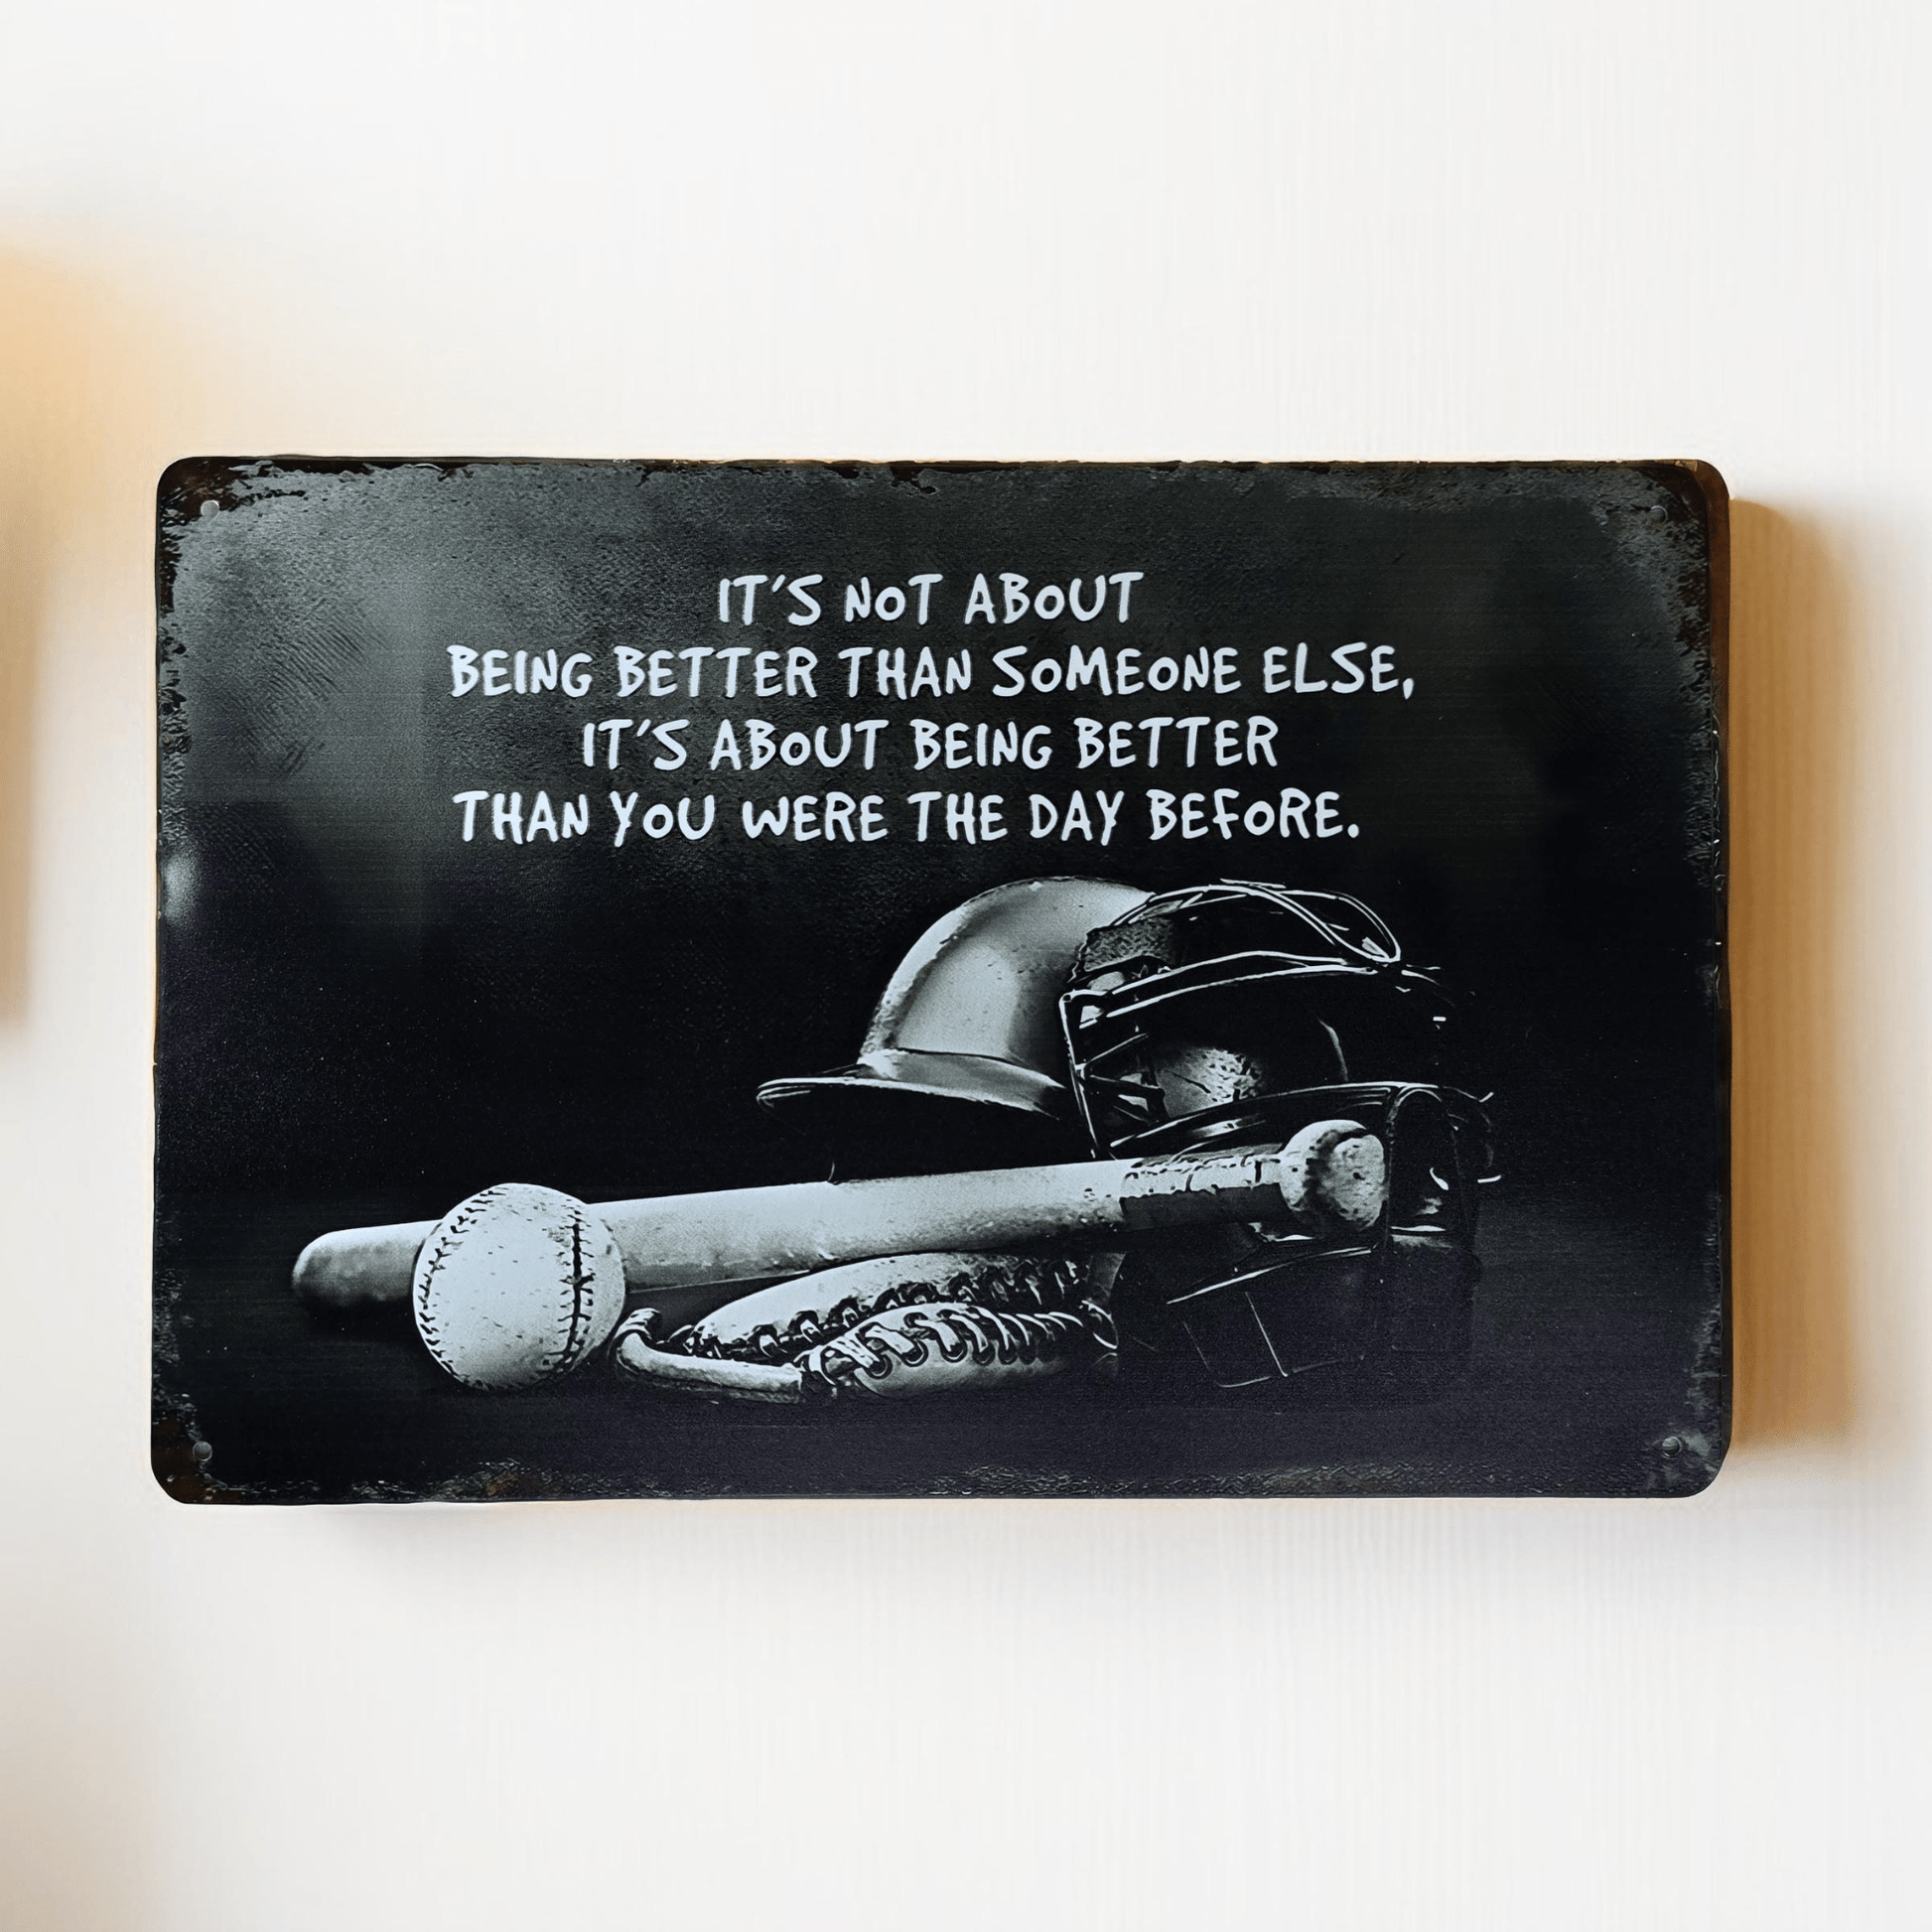 IT'S NOT ABOUT
BEING BETTER THAN SOMEONE ELSE,
IT'S ABOUT BEING BETTER
THAN YOU WERE THE DAY BEFORE.